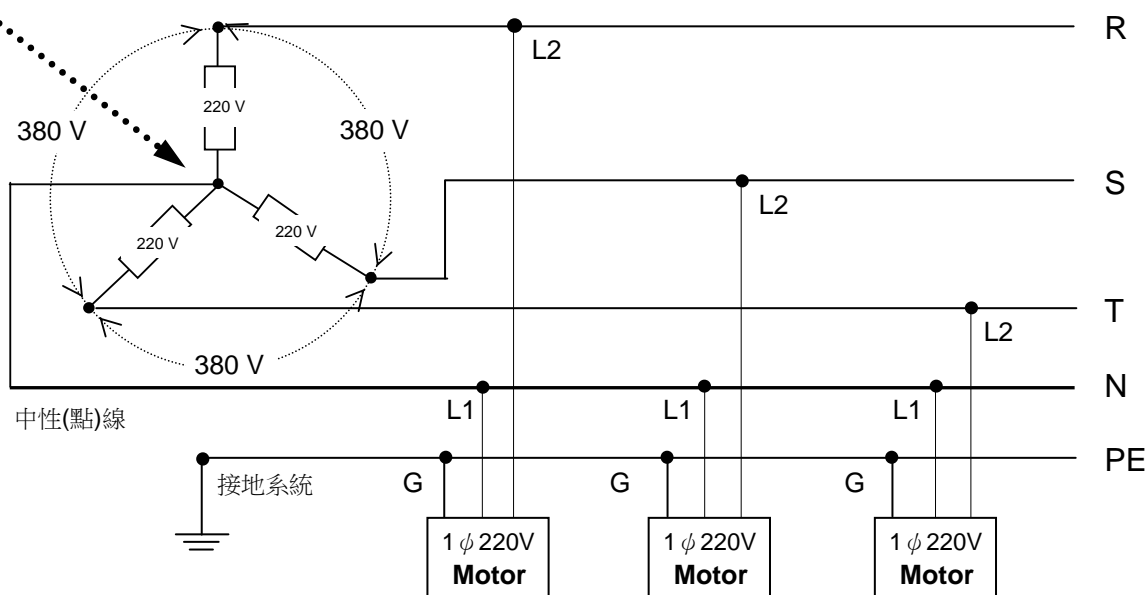 R
L2
220 V
380 V
380 V
S
L2
220 V
220 V
T
L2
380 V
N
L1
L1
L1
中性(點)線
PE
接地系統
G
G
G
1 ϕ 220V
Motor
1 ϕ 220V
Motor
1 ϕ 220V
Motor